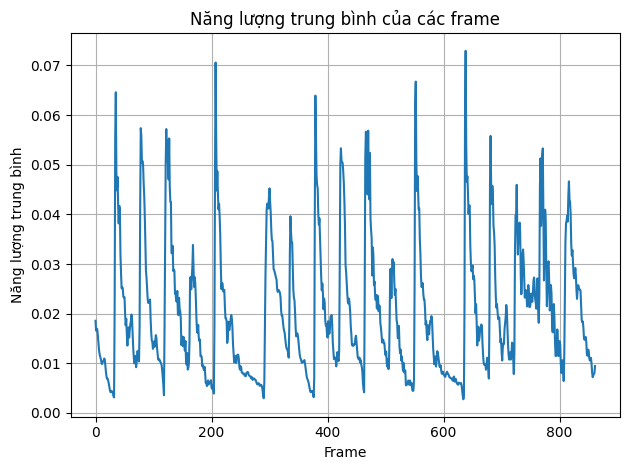 Năng lượng trung bình của các frame
Năng lượng trung bình
0.07
0.06
0.05
0.04
0.03
0.02
0.01
0.00
0 200 400 600 800
Frame